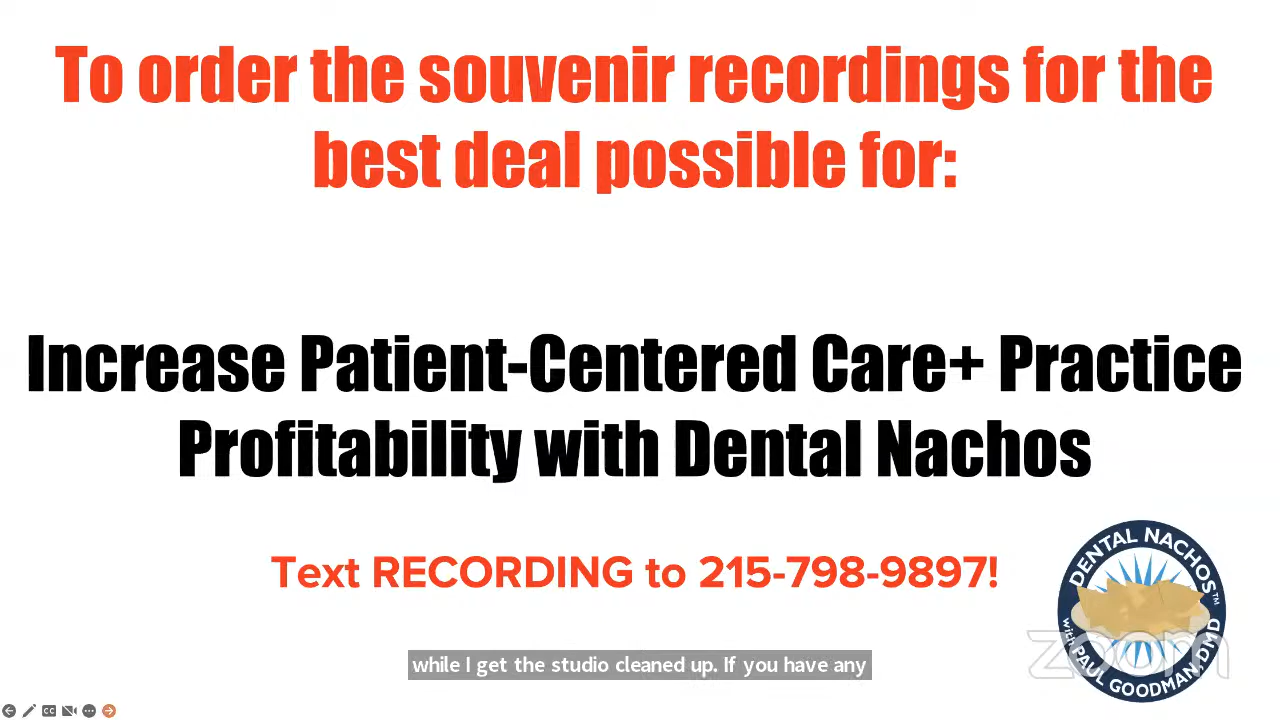 To order the souvenir recordings for the
best deal possible for:
Increase Patient-Centered Care+ Practice
Profitability with Dental Nachos
Text RECORDING to 215-798-9897!
DENTAL NACHOS™
with PAUL GOODMAN, DMD
zoom
while I get the studio cleaned up. If you have any
CC